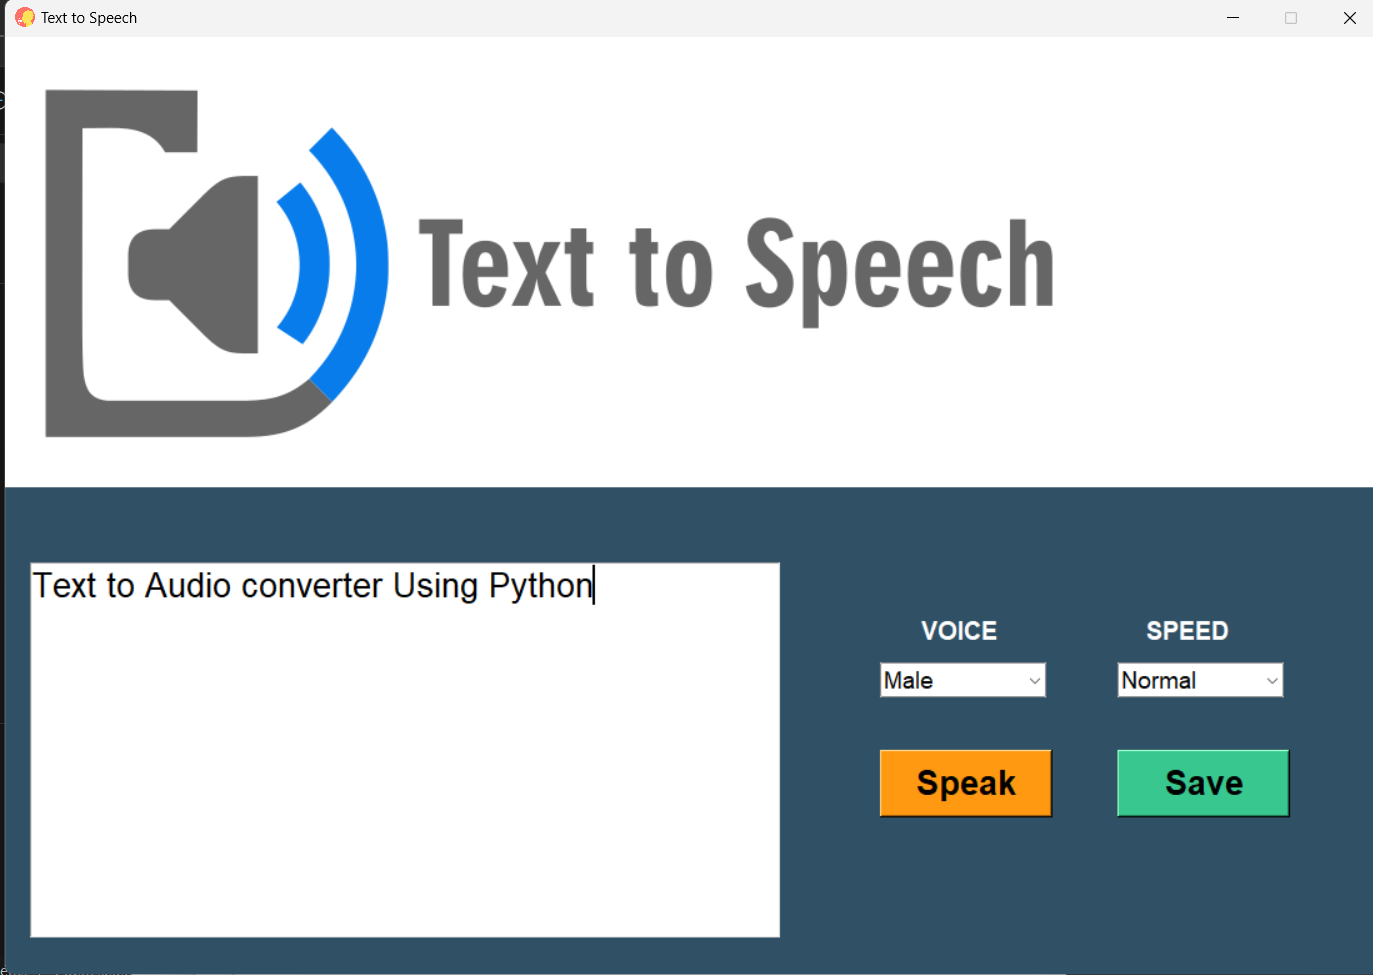 Text to Speech
Text to Speech
Text to Audio converter Using Python
VOICE SPEED
Male Normal
Speak Save